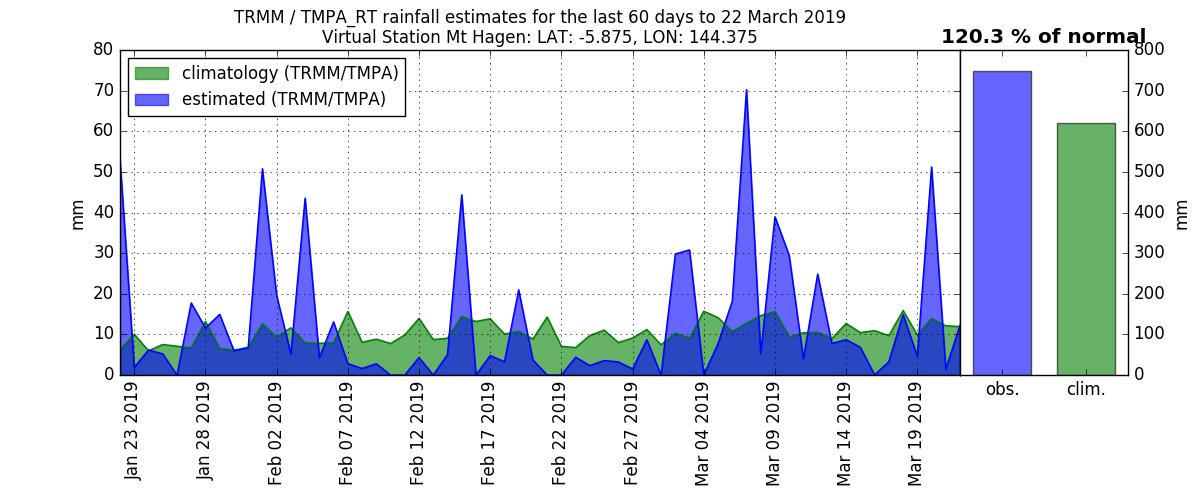 TRMM / TMPA_RT rainfall estimates for the last 60 days to 22 March 2019
Virtual Station Mt Hagen: LAT: -5.875, LON: 144.375
120.3 % of normal
climatology (TRMM/TMPA)
estimated (TRMM/TMPA)
80
70
60
50
40
30
20
10
0
mm
800
700
600
500
400
300
200
100
0
mm
obs.
clim.
Jan 23 2019
Jan 28 2019
Feb 02 2019
Feb 07 2019
Feb 12 2019
Feb 17 2019
Feb 22 2019
Feb 27 2019
Mar 04 2019
Mar 09 2019
Mar 14 2019
Mar 19 2019